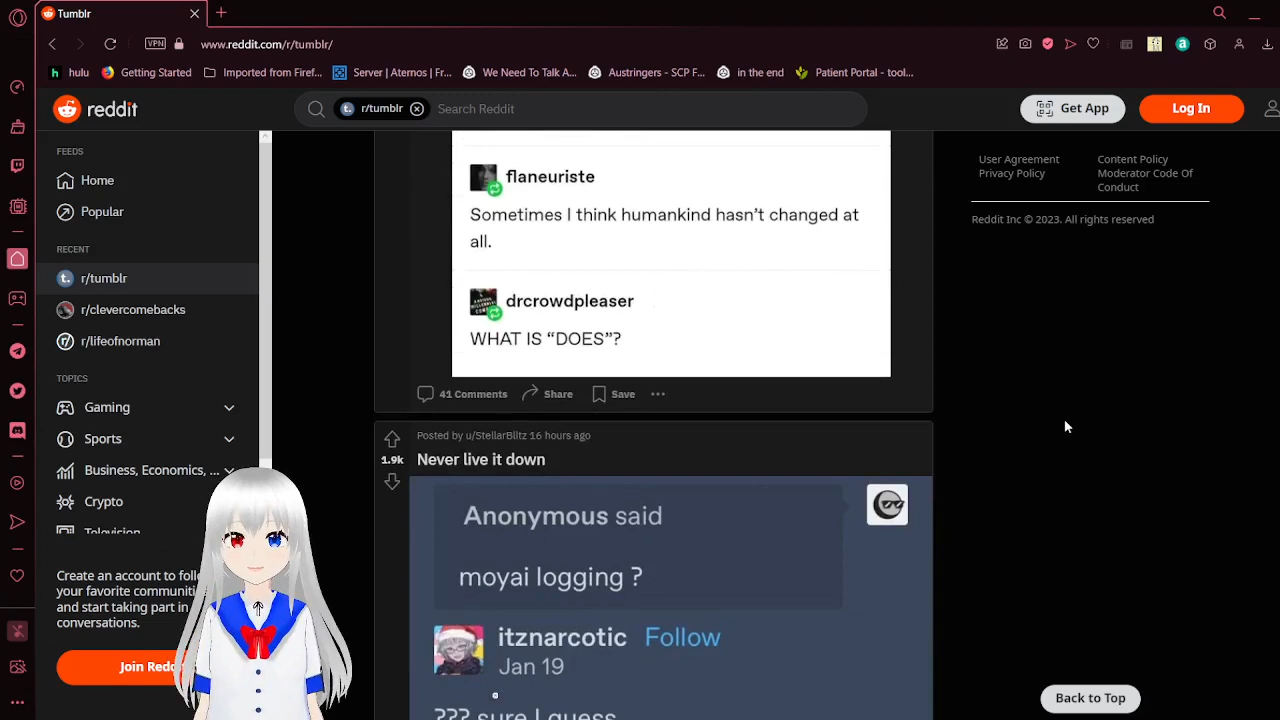 Tumblr
VPN
www.reddit.com/r/tumblr/
hulu
Getting Started
Imported from Firef...
Server | Aternos | Fr...
We Need To Talk A...
Austringers - SCP F...
in the end
Patient Portal - tool...
reddit
r/tumblr
Search Reddit
Get App
Log In
FEEDS
Home
Popular
RECENT
r/tumblr
r/clevercomebacks
r/lifeofnorman
TOPICS
Gaming
Sports
Business, Economics, ...
Crypto
Television
Create an account to follo
your favorite communiti
and start taking part in
conversations.
Join Redd
flaneuriste
Sometimes I think humankind hasn't changed at
all.
drcrowdpleaser
WHAT IS “DOES”?
41 Comments
Share
Save
Posted by u/StellarBlitz 16 hours ago
1.9k
Never live it down
Anonymous said
moyai logging ?
itznarcotic Follow
Jan 19
??? sure I guess
User Agreement
Privacy Policy
Content Policy
Moderator Code Of
Conduct
Reddit Inc © 2023. All rights reserved
Back to Top